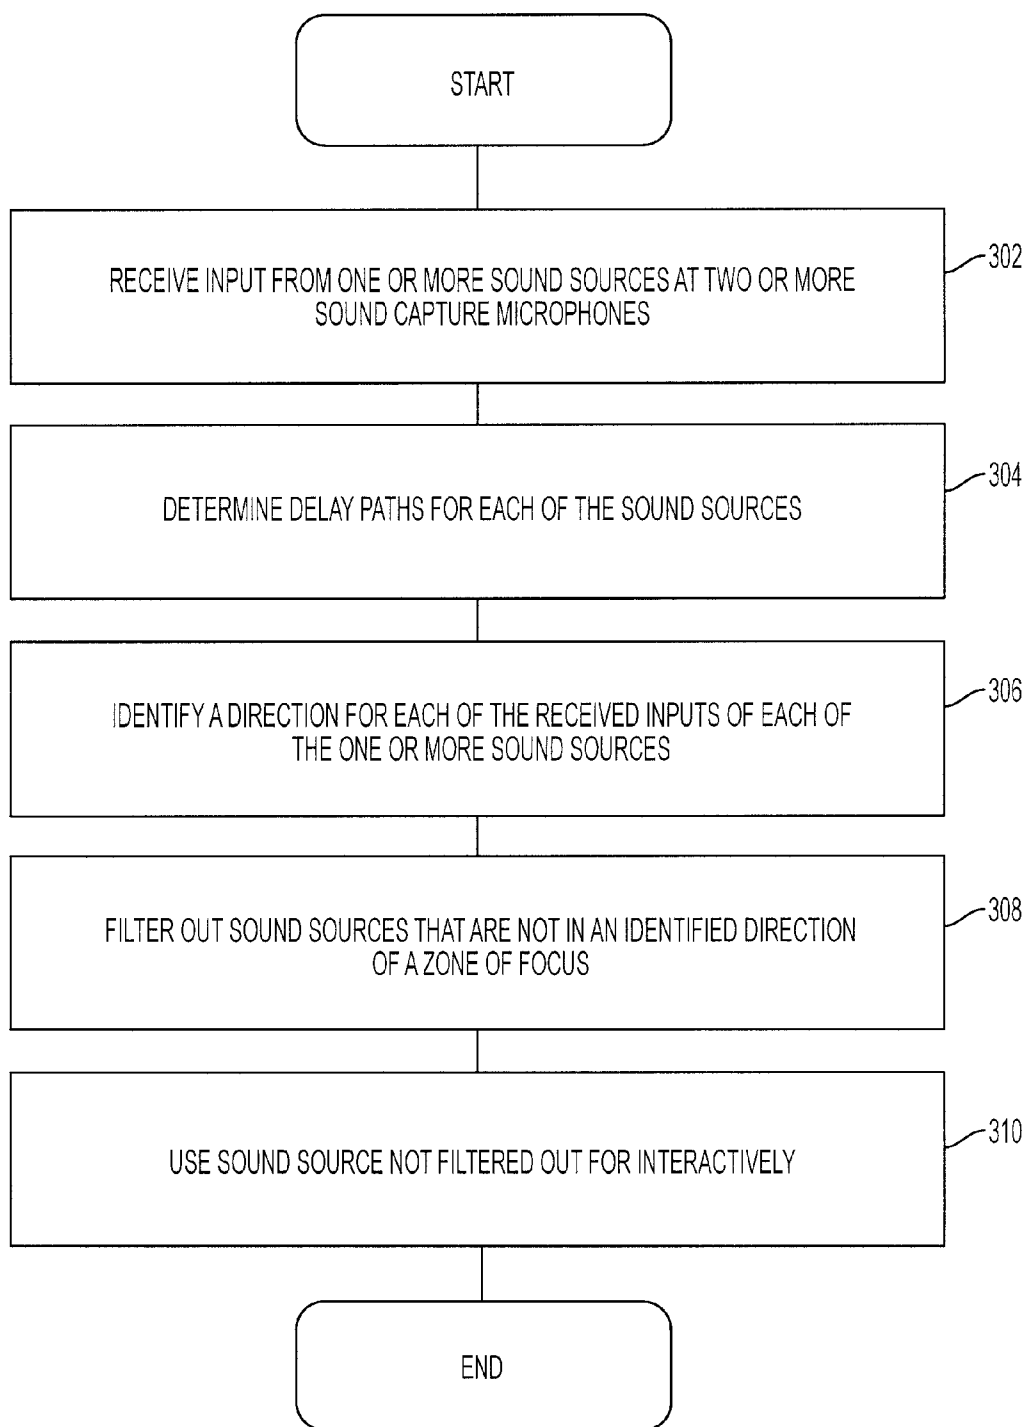 START
RECEIVE INPUT FROM ONE OR MORE SOUND SOURCES AT TWO OR MORE
SOUND CAPTURE MICROPHONES
302
DETERMINE DELAY PATHS FOR EACH OF THE SOUND SOURCES
304
IDENTIFY A DIRECTION FOR EACH OF THE RECEIVED INPUTS OF EACH OF
THE ONE OR MORE SOUND SOURCES
306
FILTER OUT SOUND SOURCES THAT ARE NOT IN AN IDENTIFIED DIRECTION
OF A ZONE OF FOCUS
308
USE SOUND SOURCE NOT FILTERED OUT FOR INTERACTIVELY
310
END